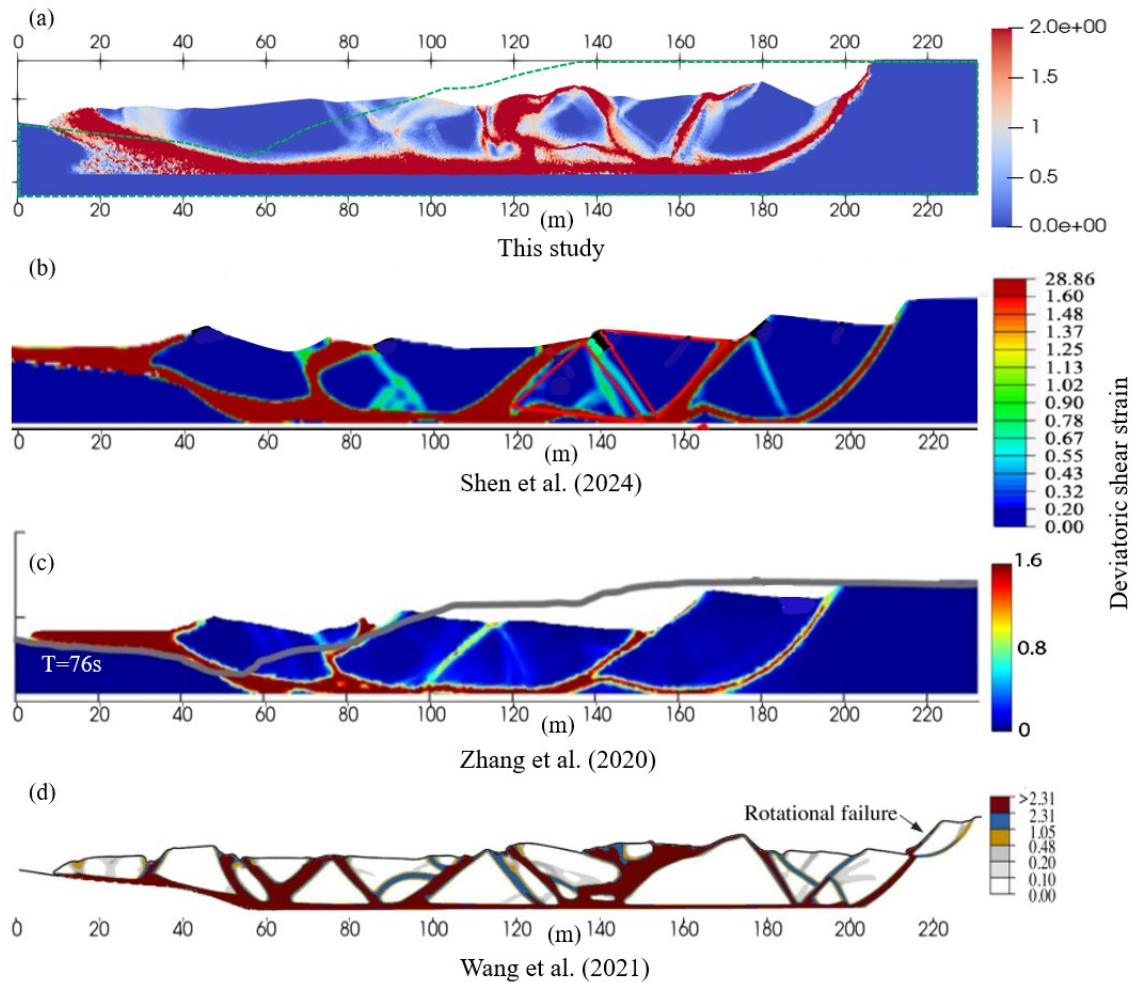 (a)
0 20 40 60 80 100 120 140 160 180 200 220
2.0e+00
1.5
1
0.5
0.0e+00
0 20 40 60 80 100 120 140 160 180 200 220
(m)
This study
(b)
28.86
1.60
1.48
1.37
1.25
1.13
1.02
0.90
0.78
0.67
0.55
0.43
0.32
0.20
0.00
0 20 40 60 80 100 120 140 160 180 200 220
(m)
Shen et al. (2024)
Deviatoric shear strain
(c)
1.6
0.8
0
T=76s
0 20 40 60 80 100 120 140 160 180 200 220
(m)
Zhang et al. (2020)
(d)
Rotational failure
>2.31
2.31
1.05
0.48
0.20
0.10
0.00
0 20 40 60 80 100 120 140 160 180 200 220
(m)
Wang et al. (2021)